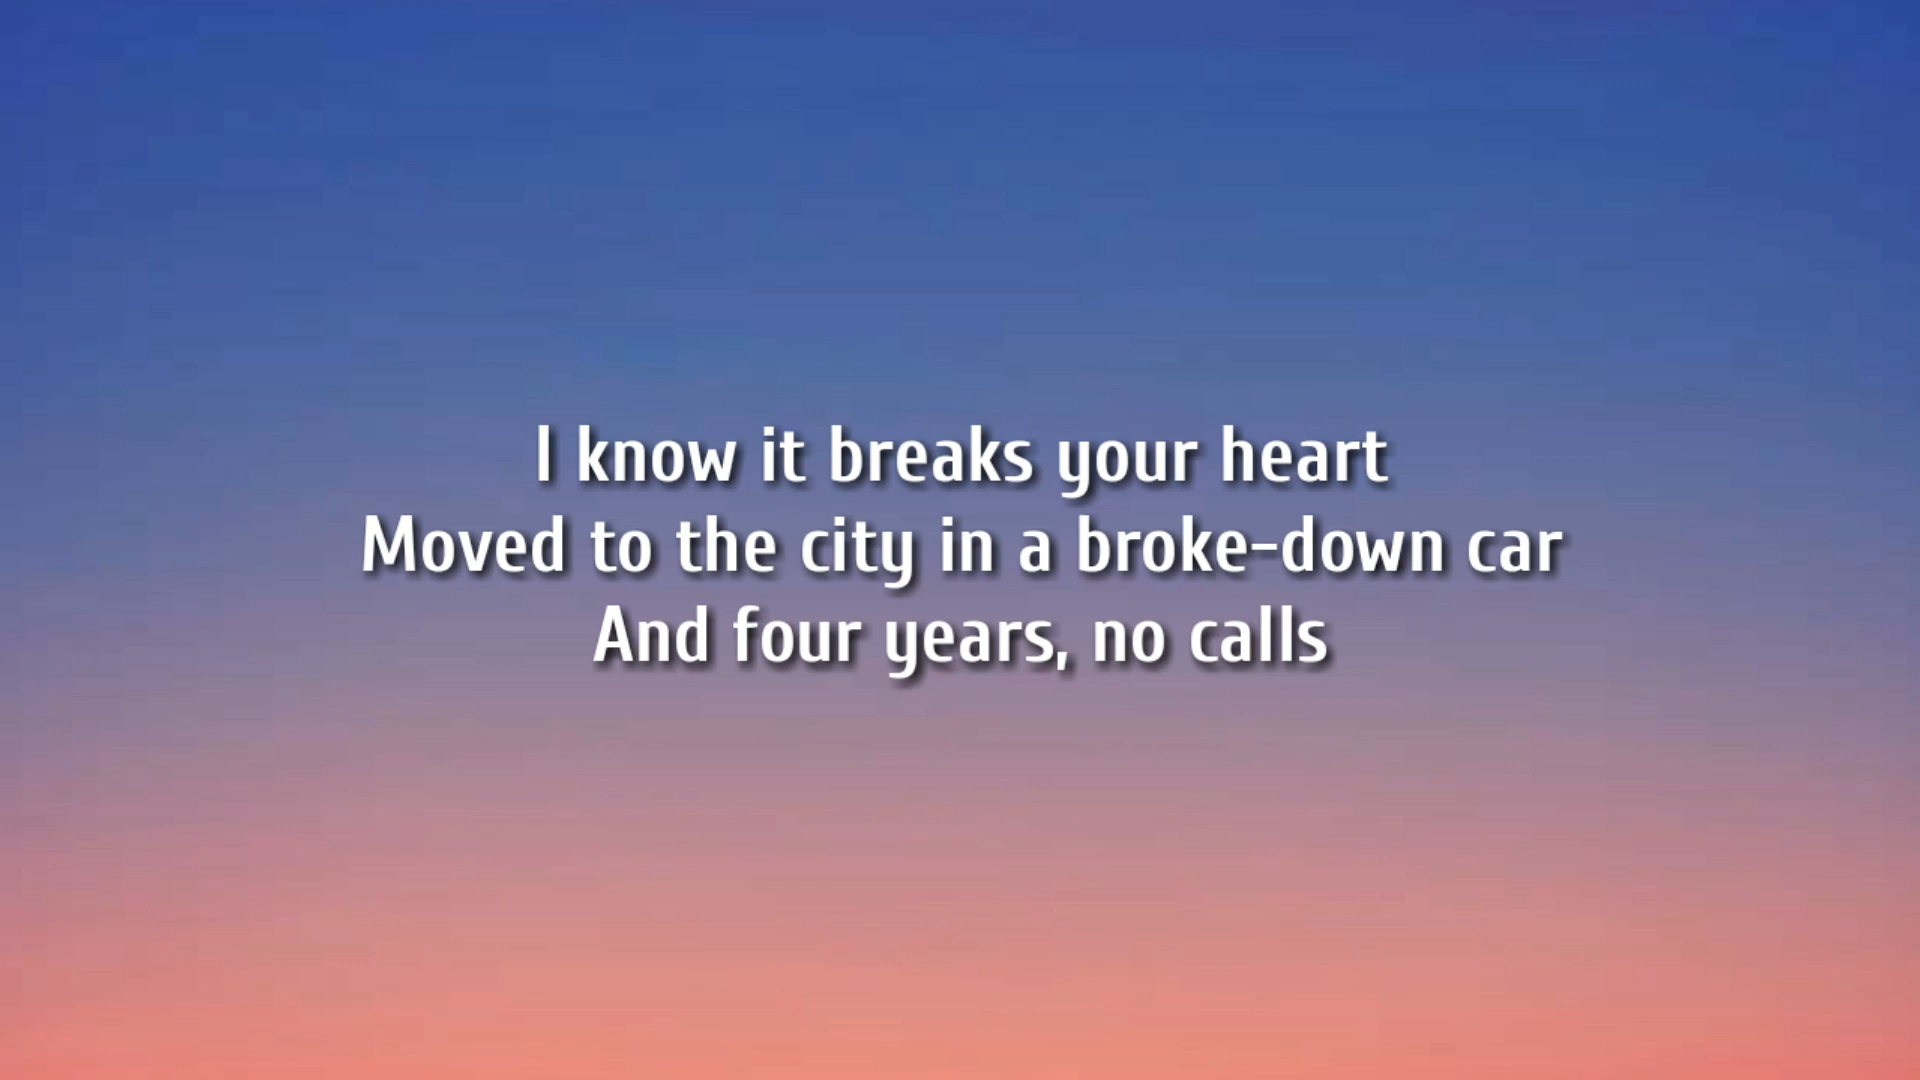 I know it breaks your heart
Moved to the city in a broke-down car
And four years, no calls